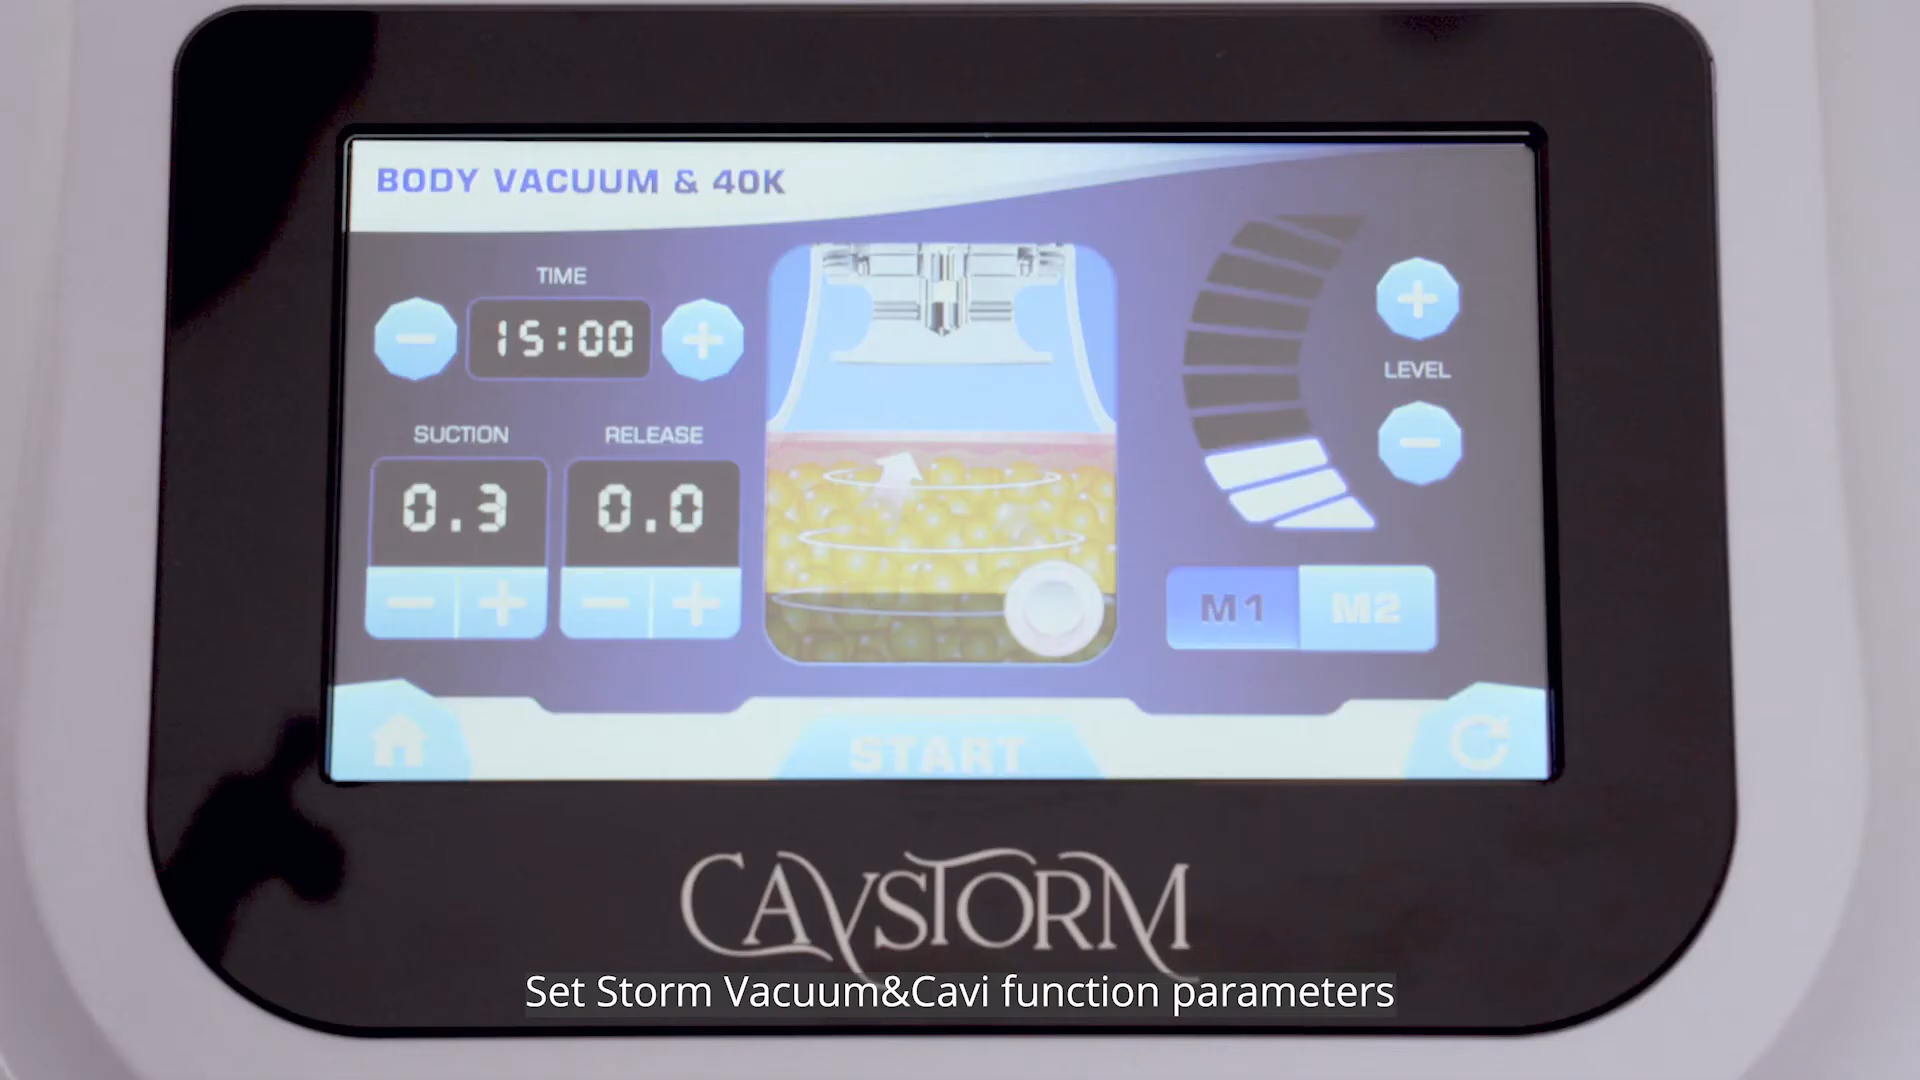 BODY VACUUM & 40K
TIME
15:00
SUCTION
RELEASE
0.3
0.0
LEVEL
M1
M2
START
CAVSTORM
Set Storm Vacuum&Cavi function parameters